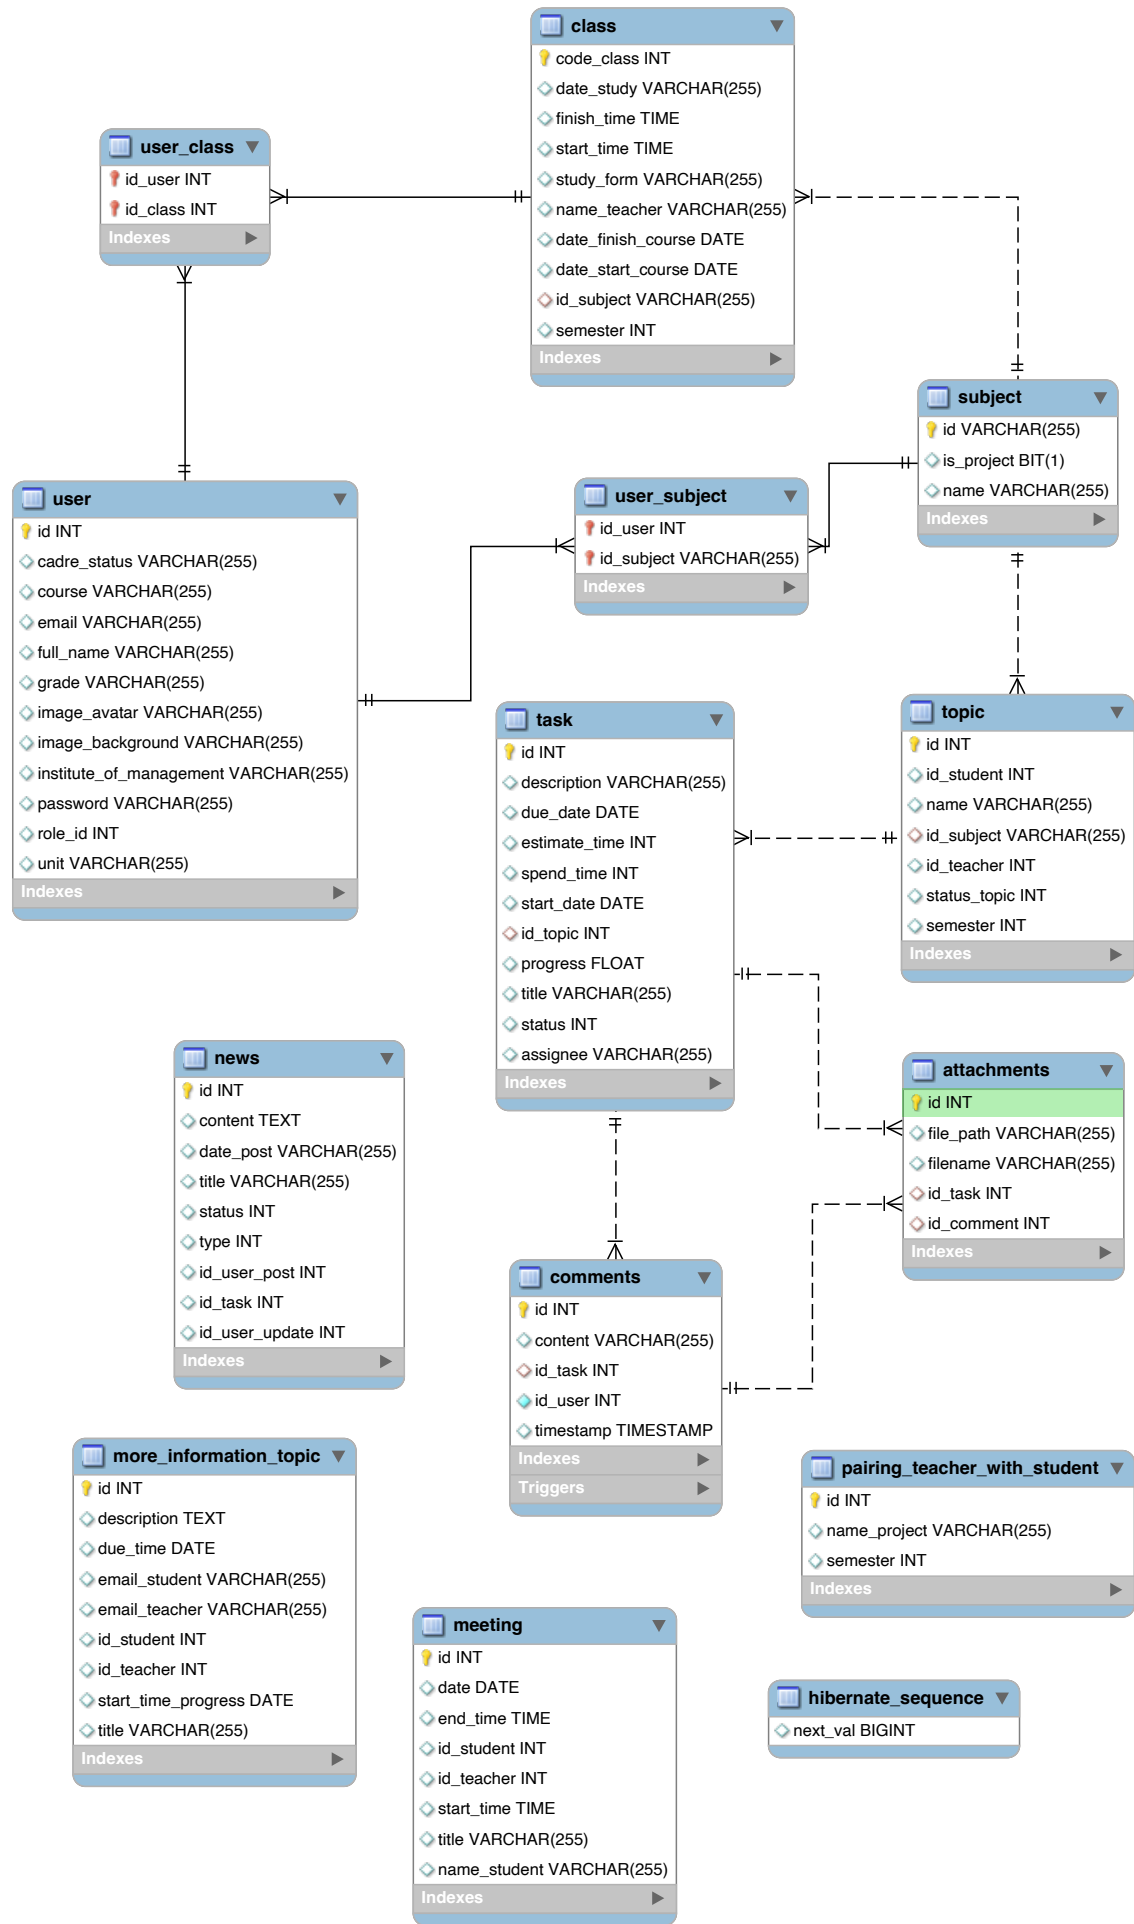 class
code_class INT
date_study VARCHAR(255)
finish_time TIME
start_time TIME
study_form VARCHAR(255)
name_teacher VARCHAR(255)
date_finish_course DATE
date_start_course DATE
id_subject VARCHAR(255)
semester INT
Indexes
user_class
id_user INT
id_class INT
Indexes
subject
id VARCHAR(255)
is_project BIT(1)
name VARCHAR(255)
Indexes
user
id INT
cadre_status VARCHAR(255)
course VARCHAR(255)
email VARCHAR(255)
full_name VARCHAR(255)
grade VARCHAR(255)
image_avatar VARCHAR(255)
image_background VARCHAR(255)
institute_of_management VARCHAR(255)
password VARCHAR(255)
role_id INT
unit VARCHAR(255)
Indexes
user_subject
id_user INT
id_subject VARCHAR(255)
Indexes
task
id INT
description VARCHAR(255)
due_date DATE
estimate_time INT
spend_time INT
start_date DATE
id_topic INT
progress FLOAT
title VARCHAR(255)
status INT
assignee VARCHAR(255)
Indexes
topic
id INT
id_student INT
name VARCHAR(255)
id_subject VARCHAR(255)
id_teacher INT
status_topic INT
semester INT
Indexes
news
id INT
content TEXT
date_post VARCHAR(255)
title VARCHAR(255)
status INT
type INT
id_user_post INT
id_task INT
id_user_update INT
Indexes
attachments
id INT
file_path VARCHAR(255)
filename VARCHAR(255)
id_task INT
id_comment INT
Indexes
comments
id INT
content VARCHAR(255)
id_task INT
id_user INT
timestamp TIMESTAMP
Indexes
Triggers
more_information_topic
id INT
description TEXT
due_time DATE
email_student VARCHAR(255)
email_teacher VARCHAR(255)
id_student INT
id_teacher INT
start_time_progress DATE
title VARCHAR(255)
Indexes
pairing_teacher_with_student
id INT
name_project VARCHAR(255)
semester INT
Indexes
meeting
id INT
date DATE
end_time TIME
id_student INT
id_teacher INT
start_time TIME
title VARCHAR(255)
name_student VARCHAR(255)
Indexes
hibernate_sequence
next_val BIGINT